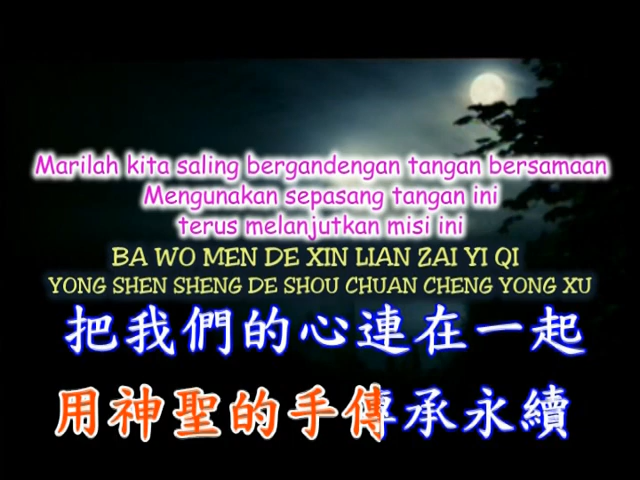 Marilah kita saling bergandengan tangan bersamaan
Mengunakan sepasang tangan ini
terus melanjutkan misi ini
BA WO MEN DE XIN LIAN ZAI YI QI
YONG SHEN SHENG DE SHOU CHUAN CHENG YONG XU
把我們的心連在一起
用神聖的手傳承永續